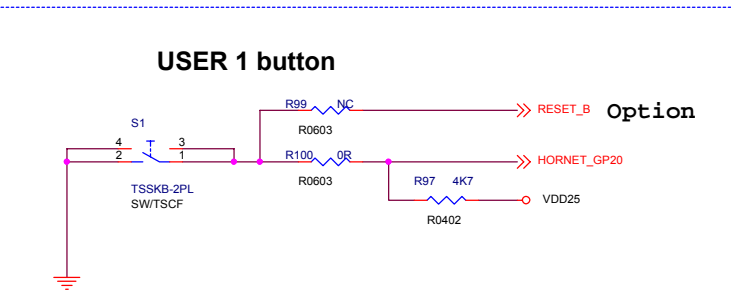 USER 1 button
R99 NC
RESET_B Option
S1
R0603
4 3
2 1
R100 0R
HORNET_GP20
R0603
R97 4K7
TSSKB-2PL
VDD25
SW/TSCF
R0402